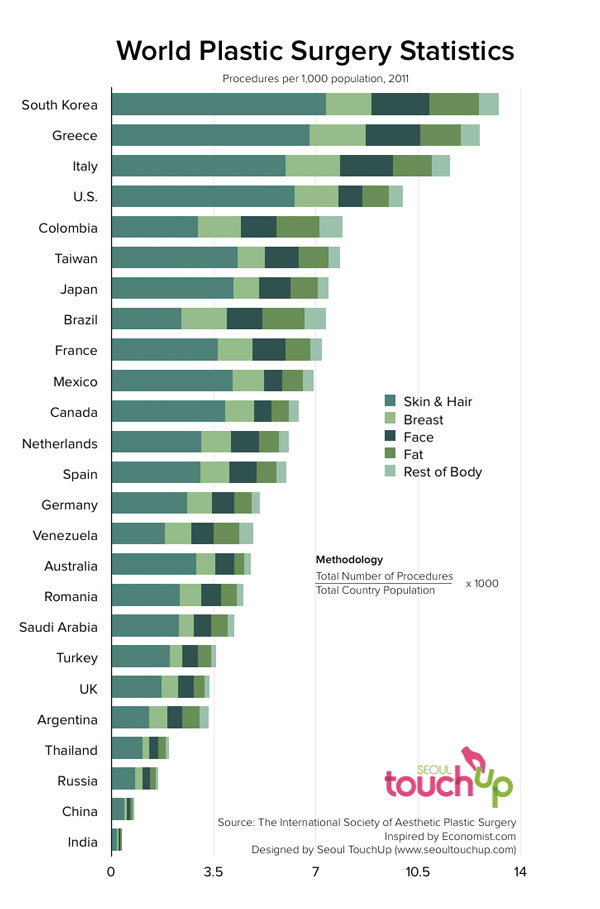 World Plastic Surgery Statistics
Procedures per 1,000 population, 2011
South Korea
Greece
Italy
U.S.
Colombia
Taiwan
Japan
Brazil
France
Mexico
Canada
Netherlands
Spain
Germany
Venezuela
Australia
Romania
Saudi Arabia
Turkey
UK
Argentina
Thailand
Russia
China
India
Skin & Hair
Breast
Face
Fat
Rest of Body
Methodology
Total Number of Procedures
Total Country Population
x 1000
SEOUL
touchUp
Source: The International Society of Aesthetic Plastic Surgery
Inspired by Economist.com
Designed by Seoul TouchUp (www.seoultouchup.com)
0 3.5 7 10.5 14